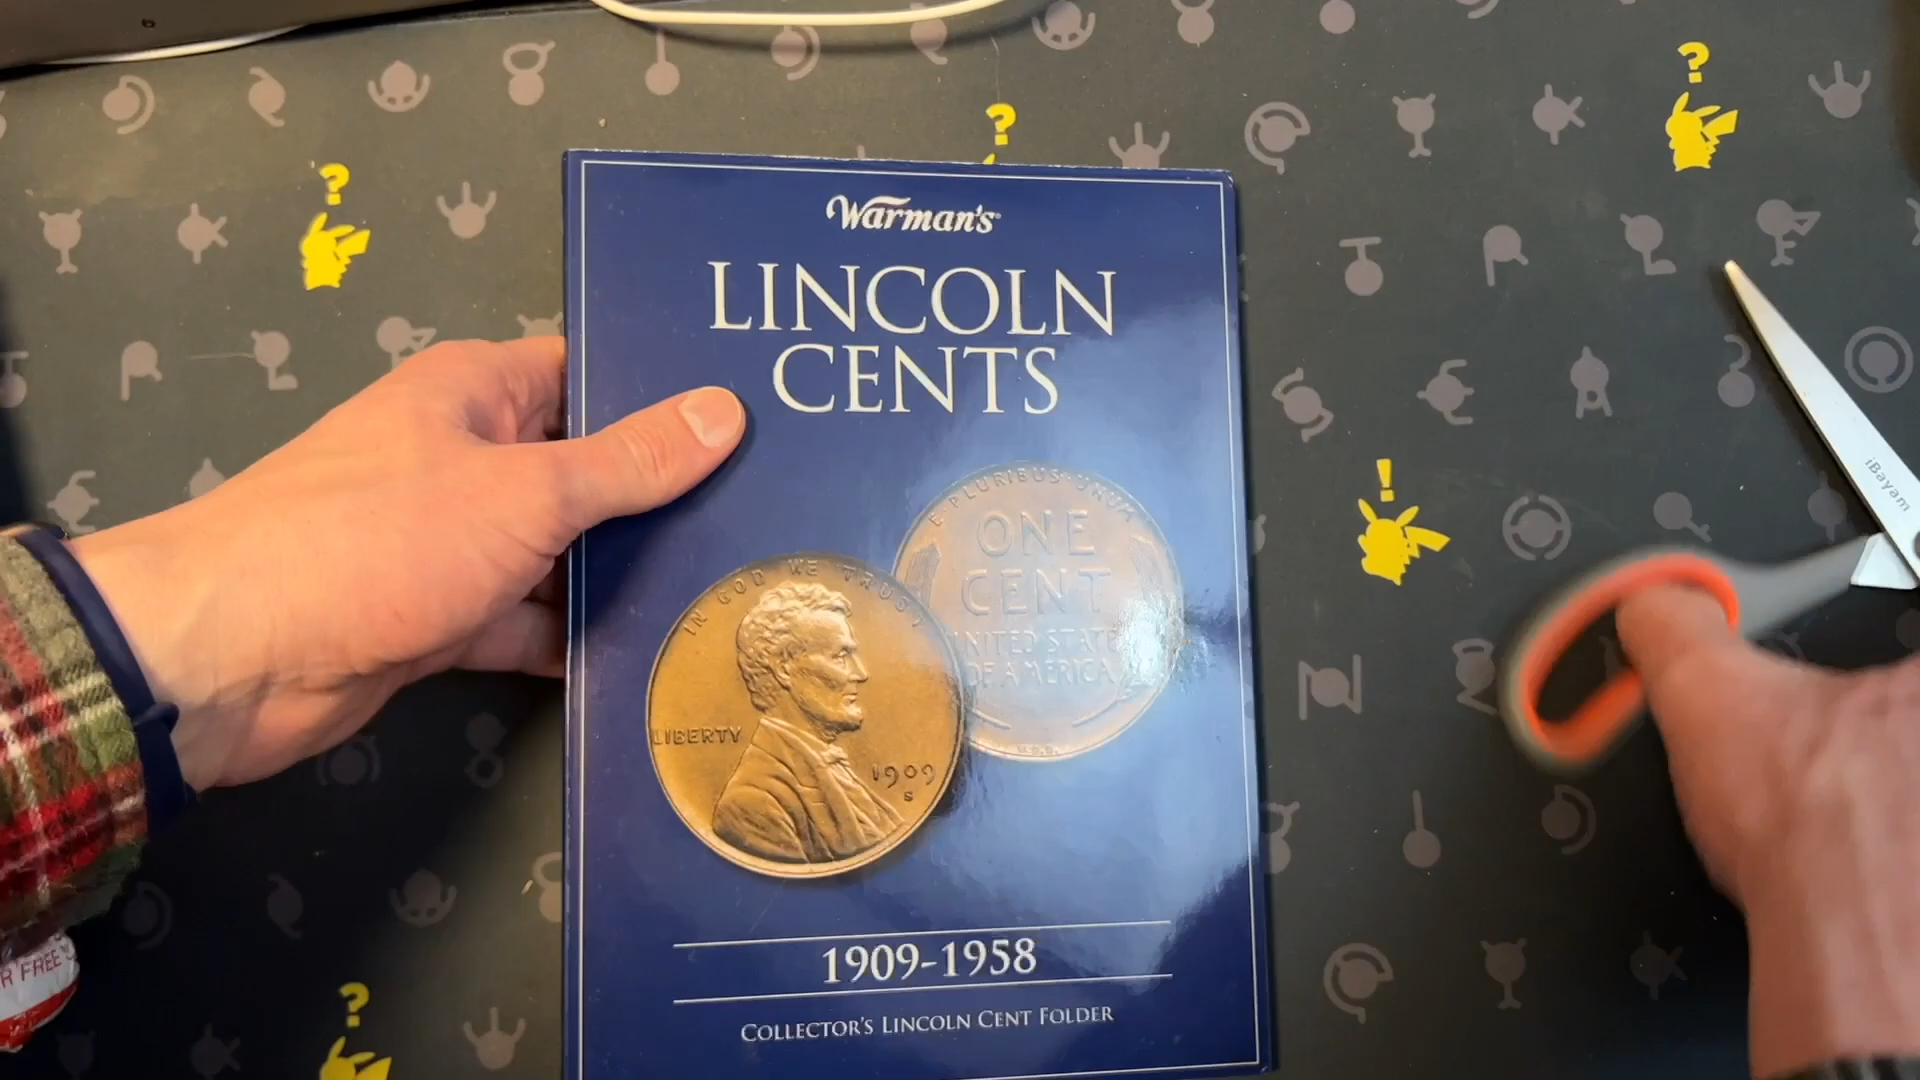 Warman's
LINCOLN
CENTS
E·PLURIBUS·UNUM
ONE
CENT
UNITED STATES
OF AMERICA
IN GOD WE TRUST
LIBERTY
1909
S
1909-1958
COLLECTOR'S LINCOLN CENT FOLDER
iBayam
R FREE